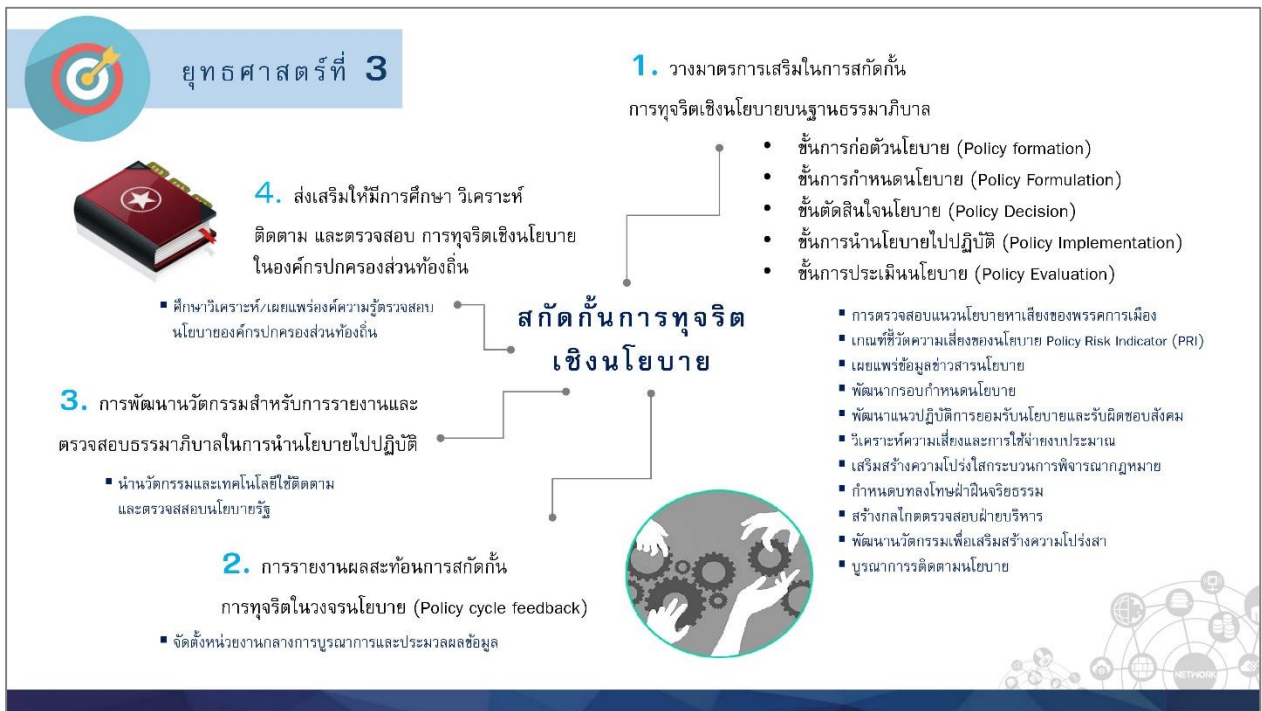 ยุทธศาสตร์ที่ 3
1. วางมาตรการเสริมในการสกัดกั้น
การทุจริตเชิงนโยบายบนฐานธรรมาภิบาล
• ขั้นการก่อตัวนโยบาย (Policy formation)
• ขั้นการกำหนดนโยบาย (Policy Formulation)
• ขั้นตัดสินใจนโยบาย (Policy Decision)
• ขั้นการนำนโยบายไปปฏิบัติ (Policy Implementation)
• ขั้นการประเมินนโยบาย (Policy Evaluation)
▪ การตรวจสอบแนวนโยบายหาเสียงของพรรคการเมือง
▪ เกณฑ์ชี้วัดความเสี่ยงของนโยบาย Policy Risk Indicator (PRI)
▪ เผยแพร่ข้อมูลข่าวสารนโยบาย
▪ พัฒนากรอบกำหนดนโยบาย
▪ พัฒนาแนวปฏิบัติการยอมรับนโยบายและรับผิดชอบสังคม
▪ วิเคราะห์ความเสี่ยงและการใช้จ่ายงบประมาณ
▪ เสริมสร้างความโปร่งใสกระบวนการพิจารณากฎหมาย
▪ กำหนดบทลงโทษฝ่าฝืนจริยธรรม
▪ สร้างกลไกตตรวจสอบฝ่ายบริหาร
▪ พัฒนานวัตกรรมเพื่อเสริมสร้างความโปร่งสา
▪ บูรณาการรติดตามนโยบาย
4. ส่งเสริมให้มีการศึกษา วิเคราะห์
ติดตาม และตรวจสอบ การทุจริตเชิงนโยบาย
ในองค์กรปกครองส่วนท้องถิ่น
▪ ศึกษาวิเคราะห์/เผยแพร่องค์ความรู้ตรวจสอบ
นโยบายองค์กรปกครองส่วนท้องถิ่น
สกัดกั้นการทุจริต
เชิงนโยบาย
3. การพัฒนานวัตกรรมสำหรับการรายงานและ
ตรวจสอบธรรมาภิบาลในการนำนโยบายไปปฏิบัติ
▪ นำนวัตกรรมและเทคโนโลยีใช้ติดตาม
และตรวจสสอบนโยบายรัฐ
2. การรายงานผลสะท้อนการสกัดกั้น
การทุจริตในวงจรนโยบาย (Policy cycle feedback)
▪ จัดตั้งหน่วยงานกลางการบูรณาการและประมวลผลข้อมูล
NETWORK